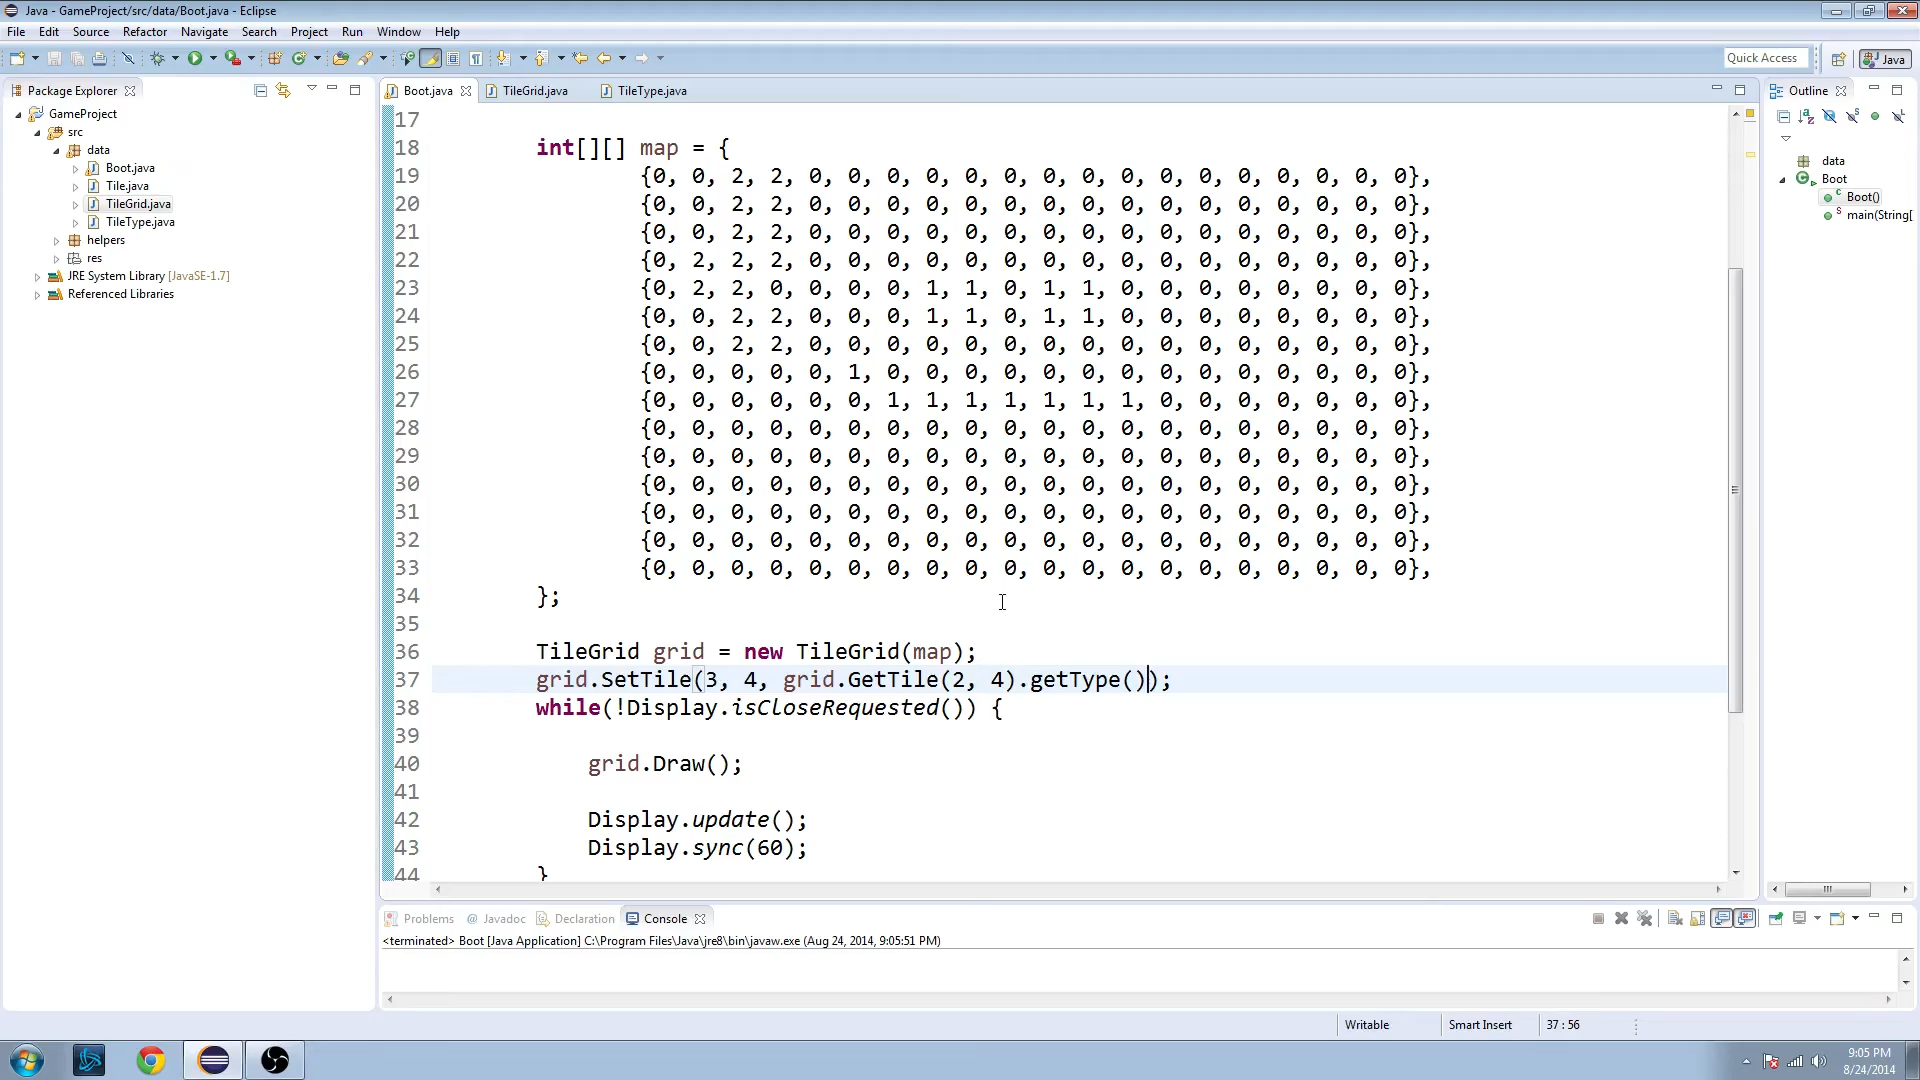 Java - GameProject/src/data/Boot.java - Eclipse
File Edit Source Refactor Navigate Search Project Run Window Help
Quick Access
Java
Package Explorer
GameProject
src
data
Boot.java
Tile.java
TileGrid.java
TileType.java
helpers
res
JRE System Library [JavaSE-1.7]
Referenced Libraries
Boot.java TileGrid.java TileType.java
17
18 int[][] map = {
19 {0, 0, 2, 2, 0, 0, 0, 0, 0, 0, 0, 0, 0, 0, 0, 0, 0, 0, 0, 0},
20 {0, 0, 2, 2, 0, 0, 0, 0, 0, 0, 0, 0, 0, 0, 0, 0, 0, 0, 0, 0},
21 {0, 0, 2, 2, 0, 0, 0, 0, 0, 0, 0, 0, 0, 0, 0, 0, 0, 0, 0, 0},
22 {0, 2, 2, 2, 0, 0, 0, 0, 0, 0, 0, 0, 0, 0, 0, 0, 0, 0, 0, 0},
23 {0, 2, 2, 0, 0, 0, 0, 1, 1, 0, 1, 1, 0, 0, 0, 0, 0, 0, 0, 0},
24 {0, 0, 2, 2, 0, 0, 0, 1, 1, 0, 1, 1, 0, 0, 0, 0, 0, 0, 0, 0},
25 {0, 0, 2, 2, 0, 0, 0, 0, 0, 0, 0, 0, 0, 0, 0, 0, 0, 0, 0, 0},
26 {0, 0, 0, 0, 0, 1, 0, 0, 0, 0, 0, 0, 0, 0, 0, 0, 0, 0, 0, 0},
27 {0, 0, 0, 0, 0, 0, 1, 1, 1, 1, 1, 1, 1, 0, 0, 0, 0, 0, 0, 0},
28 {0, 0, 0, 0, 0, 0, 0, 0, 0, 0, 0, 0, 0, 0, 0, 0, 0, 0, 0, 0},
29 {0, 0, 0, 0, 0, 0, 0, 0, 0, 0, 0, 0, 0, 0, 0, 0, 0, 0, 0, 0},
30 {0, 0, 0, 0, 0, 0, 0, 0, 0, 0, 0, 0, 0, 0, 0, 0, 0, 0, 0, 0},
31 {0, 0, 0, 0, 0, 0, 0, 0, 0, 0, 0, 0, 0, 0, 0, 0, 0, 0, 0, 0},
32 {0, 0, 0, 0, 0, 0, 0, 0, 0, 0, 0, 0, 0, 0, 0, 0, 0, 0, 0, 0},
33 {0, 0, 0, 0, 0, 0, 0, 0, 0, 0, 0, 0, 0, 0, 0, 0, 0, 0, 0, 0},
34 };
35
36 TileGrid grid = new TileGrid(map);
37 grid.SetTile(3, 4, grid.GetTile(2, 4).getType());
38 while(!Display.isCloseRequested()) {
39
40 grid.Draw();
41
42 Display.update();
43 Display.sync(60);
44 }
Outline
data
Boot
Boot()
main(String[
Problems @ Javadoc Declaration Console
<terminated> Boot [Java Application] C:\Program Files\Java\jre8\bin\javaw.exe (Aug 24, 2014, 9:05:51 PM)
Writable Smart Insert 37 : 56
9:05 PM
8/24/2014